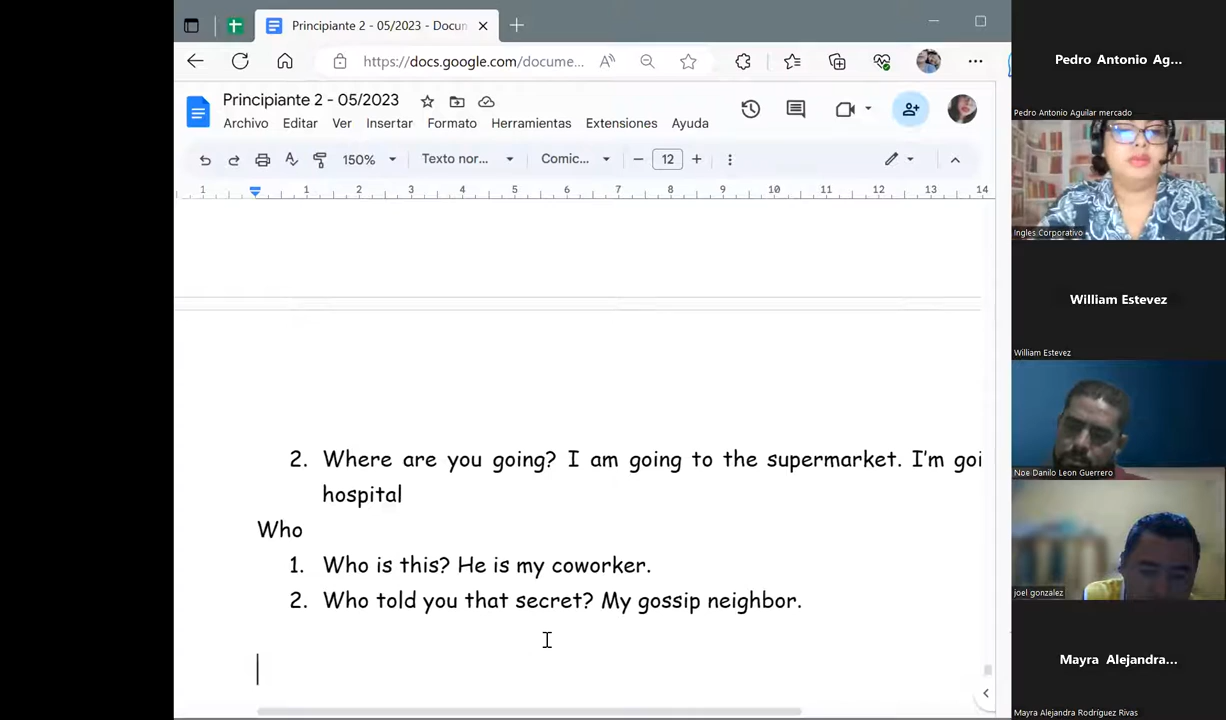 Principiante 2 - 05/2023 - Docun
https://docs.google.com/docume...
Principiante 2 - 05/2023
Archivo Editar Ver Insertar Formato Herramientas Extensiones Ayuda
150% Texto nor... Comic... 12
1 1 2 3 4 5 6 7 8 9 10 11 12 13 14
2. Where are you going? I am going to the supermarket. I'm goi
hospital
Who
1. Who is this? He is my coworker.
2. Who told you that secret? My gossip neighbor.
Pedro Antonio Ag...
Pedro Antonio Aguilar mercado
Ingles Corporativo
William Estevez
William Estevez
Noe Danilo Leon Guerrero
joel gonzalez
Mayra Alejandra...
Mayra Alejandra Rodríguez Rivas